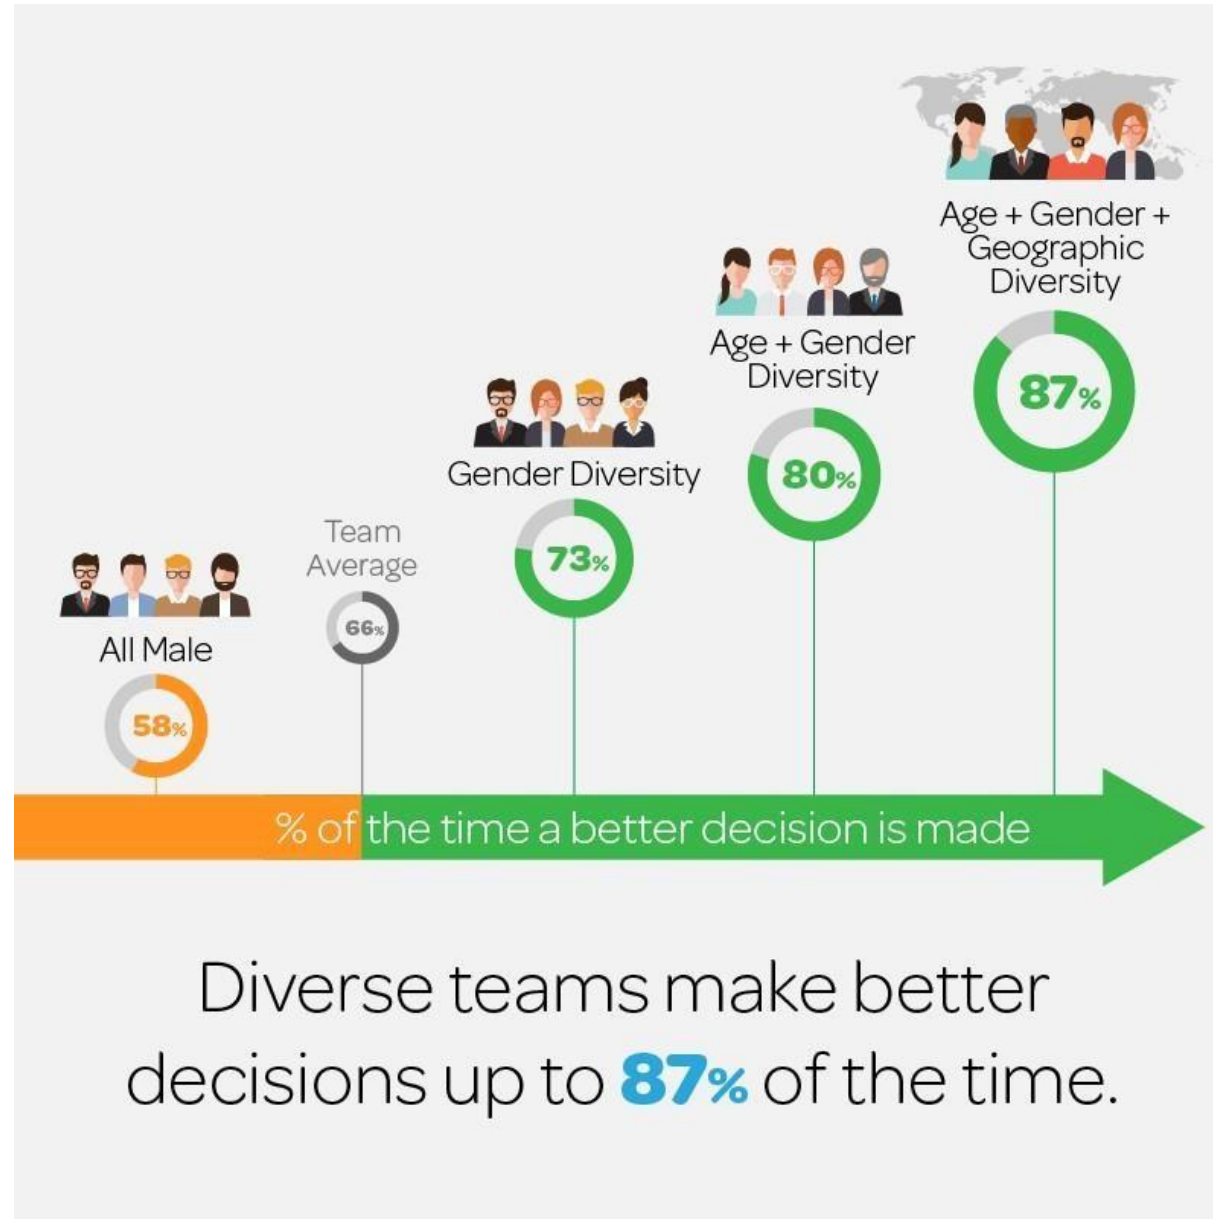 Age + Gender +
Geographic
Diversity
87%
Age + Gender
Diversity
80%
Gender Diversity
73%
Team
Average
66%
All Male
58%
% of the time a better decision is made
Diverse teams make better
decisions up to 87% of the time.